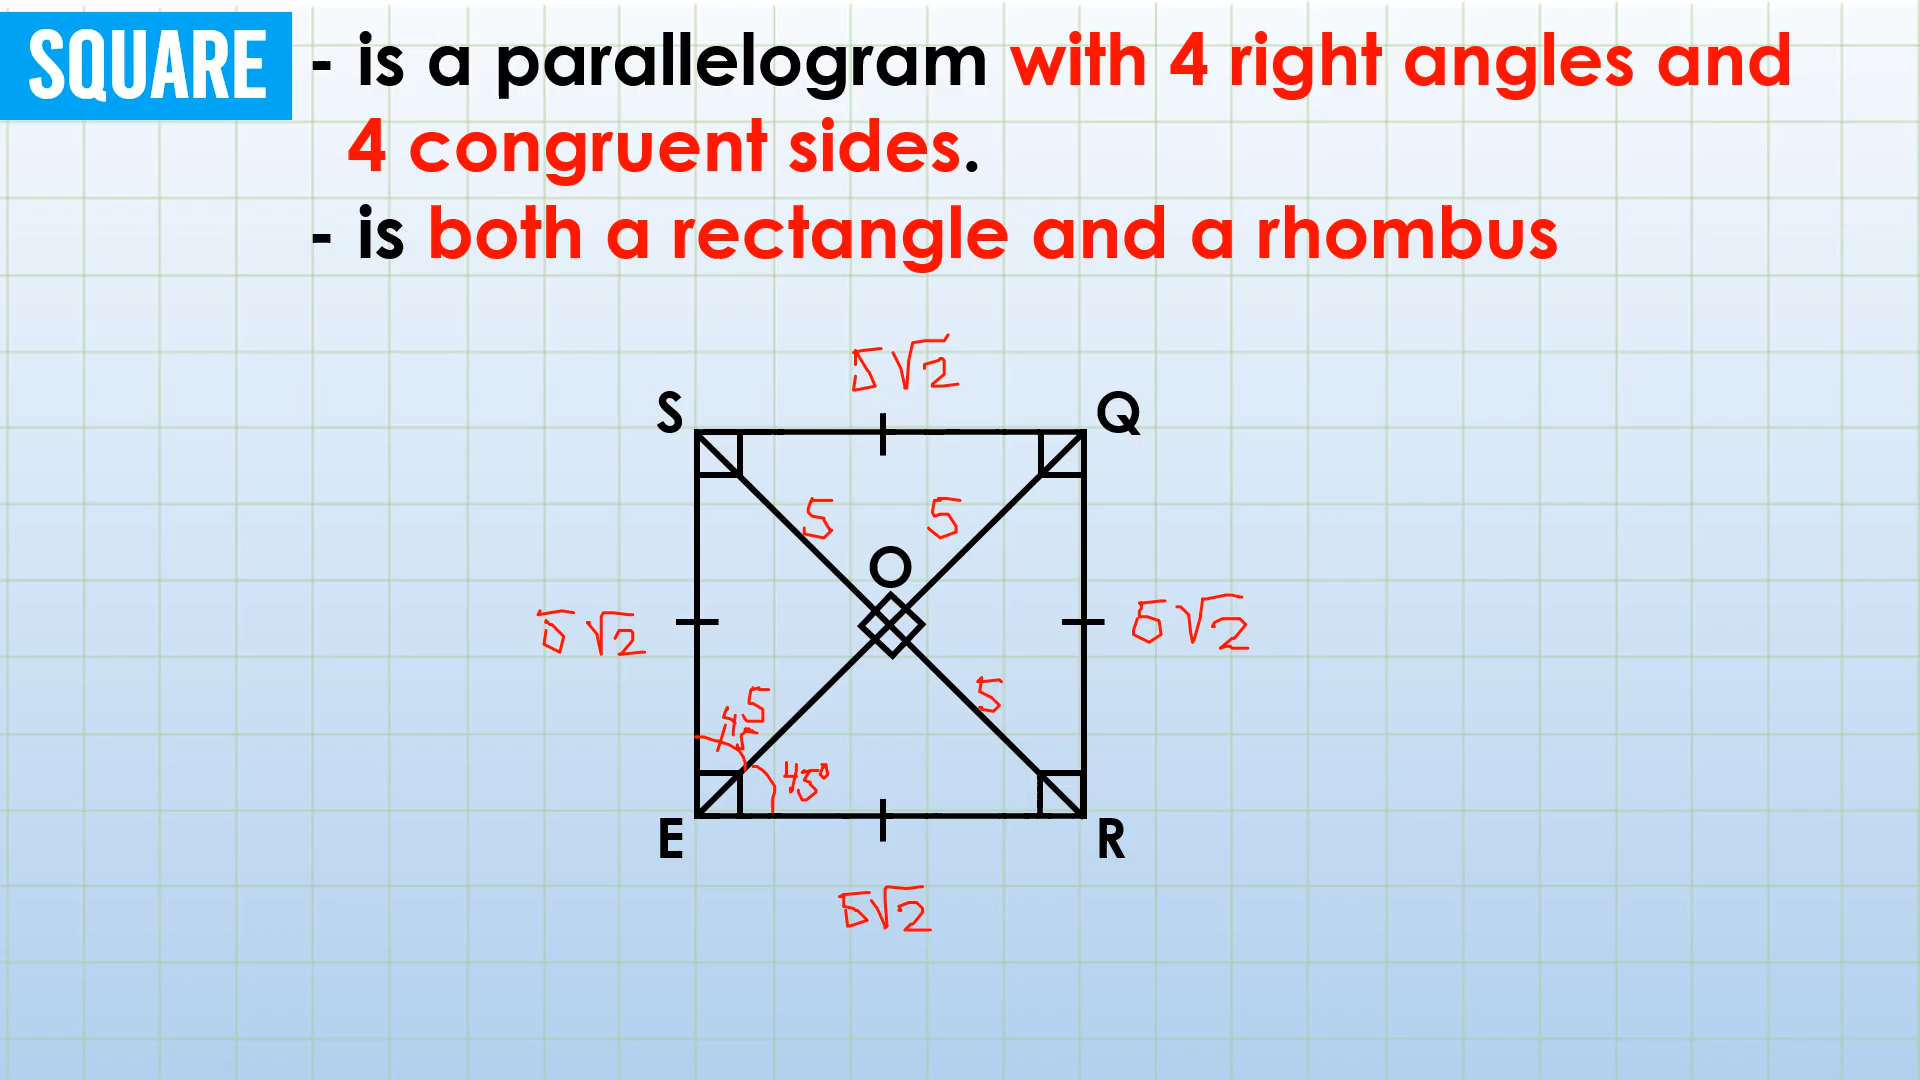 SQUARE - is a parallelogram with 4 right angles and
4 congruent sides.
- is both a rectangle and a rhombus
5√2
S Q
5 5
O
5√2 5√2
5 5
45
45°
E R
5√2